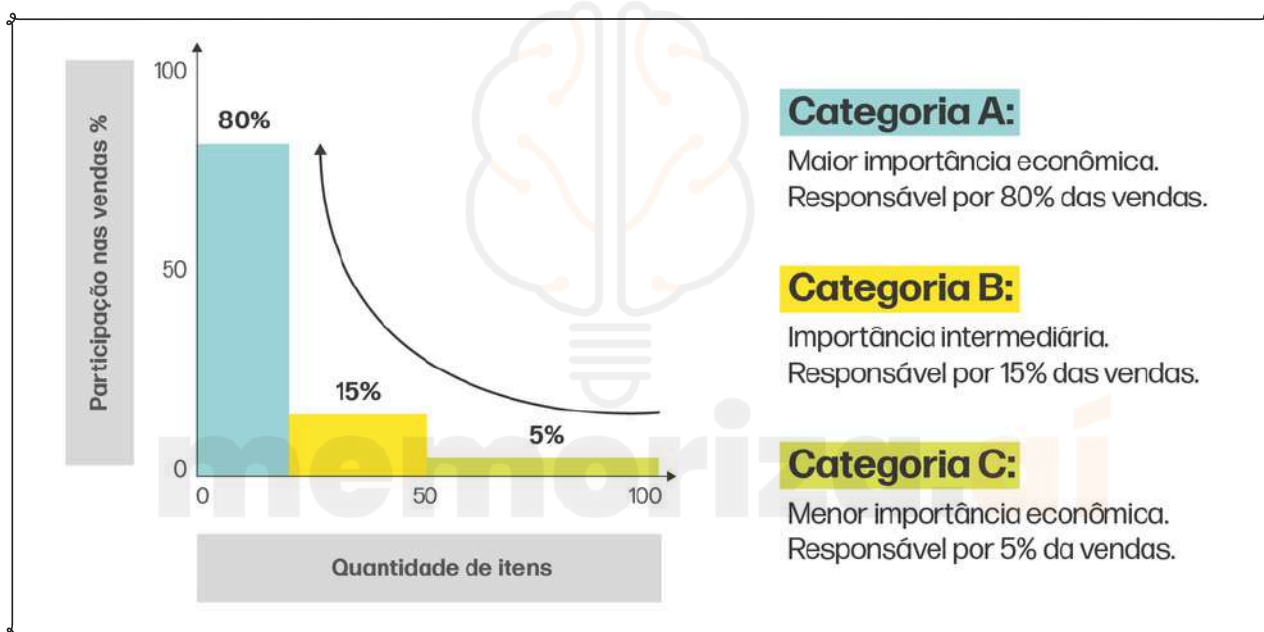 Participação nas vendas %
100
50
0
80%
15%
5%
0
50
100
Quantidade de itens
Categoria A:
Maior importância econômica.
Responsável por 80% das vendas.
Categoria B:
Importância intermediária.
Responsável por 15% das vendas.
Categoria C:
Menor importância econômica.
Responsável por 5% da vendas.
memoriza.aí